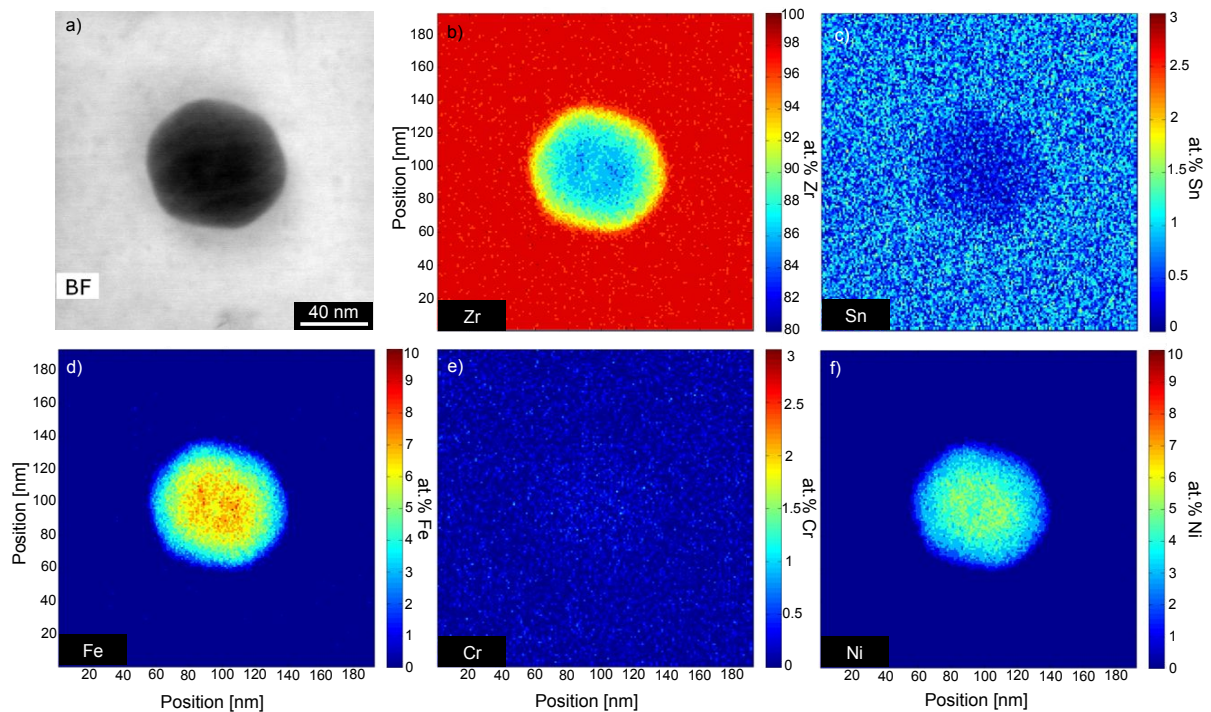 a)
BF
40 nm
b)
180
160
140
120
100
80
60
40
20
Position [nm]
Zr
100
98
96
94
92
90
88
86
84
82
80
at.% Zr
c)
Sn
3
2.5
2
1.5
1
0.5
0
at.% Sn
d)
180
160
140
120
100
80
60
40
20
Position [nm]
Fe
20 40 60 80 100 120 140 160 180
Position [nm]
10
9
8
7
6
5
4
3
2
1
0
at.% Fe
e)
Cr
20 40 60 80 100 120 140 160 180
Position [nm]
3
2.5
2
1.5
1
0.5
0
at.% Cr
f)
Ni
20 40 60 80 100 120 140 160 180
Position [nm]
10
9
8
7
6
5
4
3
2
1
0
at.% Ni